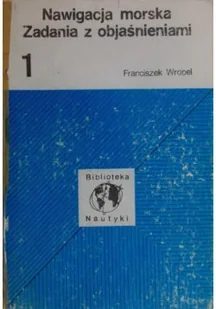 Nawigacja morska
Zadania z objaśnieniami
1
Franciszek Wróbel
Biblioteka
Nautyki